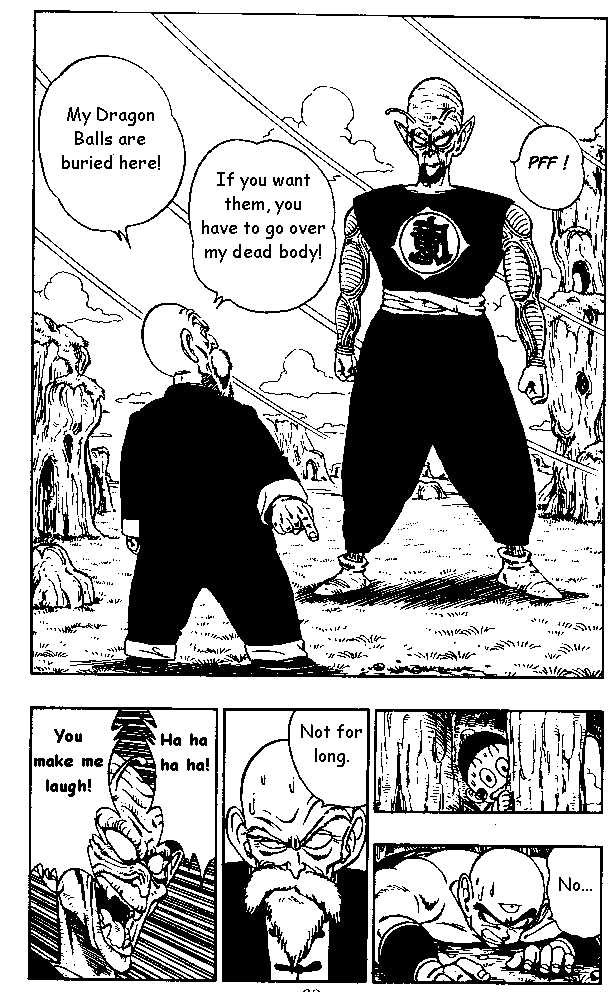 My Dragon
Balls are
buried here!
If you want
them, you
have to go over
my dead body!
PFF !
You
make me
laugh!
Ha ha
ha ha!
Not for
long.
No...